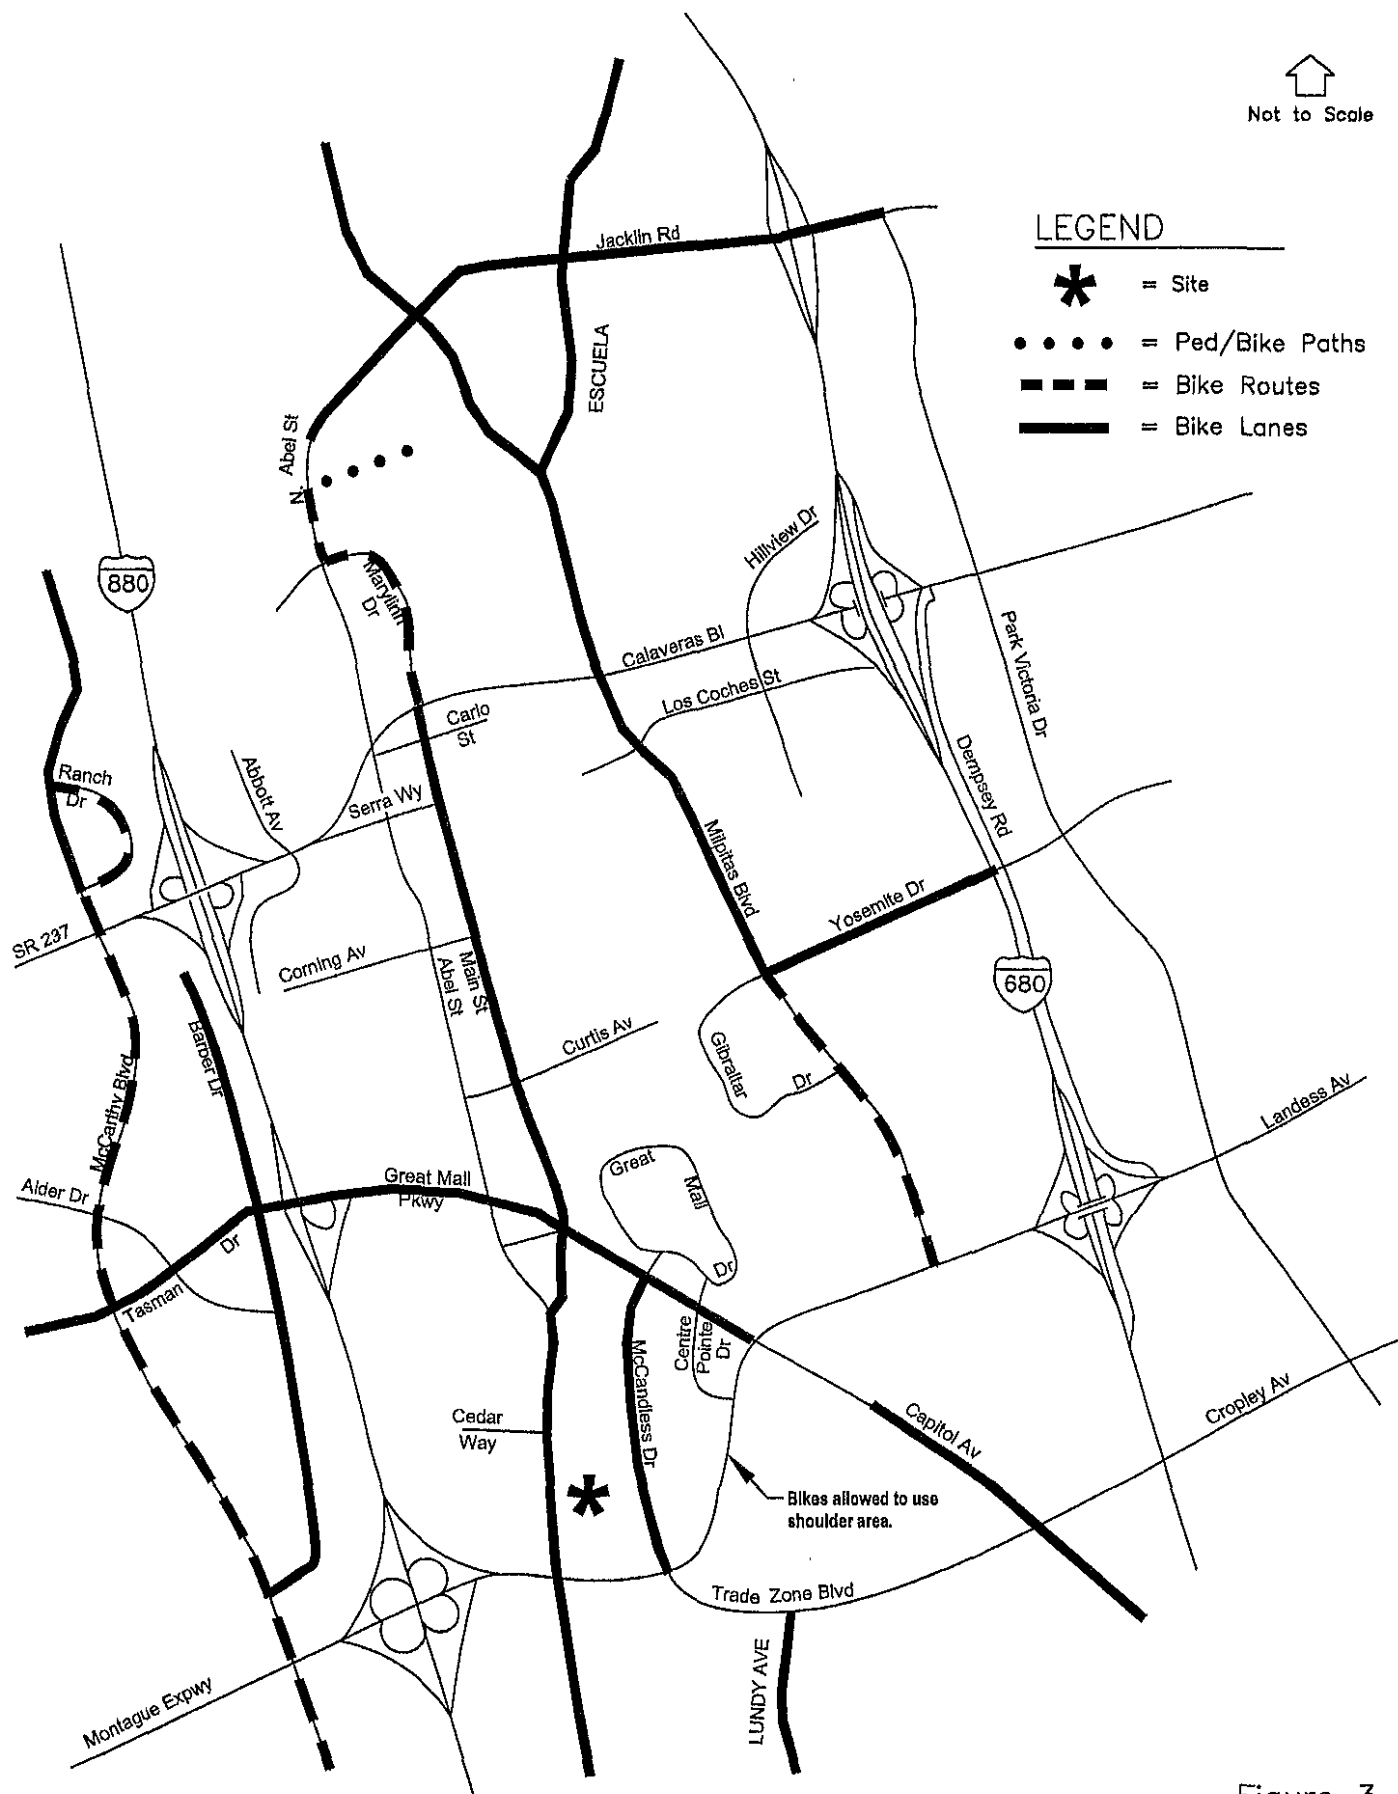 Not to Scale
LEGEND
= Site
= Ped/Bike Paths
= Bike Routes
= Bike Lanes
Jacklin Rd
ESCUELA
N. Abel St
Hillview Dr
880
Marylinn
Dr
Calaveras Bl
Los Coches St
Park Victoria Dr
Carlo
St
Ranch
Dr
Abbott Av
Serra Wy
Dempsey Rd
Milpitas Blvd
Yosemite Dr
SR 237
Corning Av
Main St
Abel St
680
Barber Dr
Curtis Av
Gibraltar
Dr
McCarthy Blvd
Landess Av
Great Mall
Pkwy
Great
Mall
Dr
Alder Dr
Tasman
Dr
Centre
Pointe
Dr
McCandless Dr
Cedar
Way
Capitol Av
Cropley Av
Bikes allowed to use
shoulder area.
Trade Zone Blvd
LUNDY AVE
Montague Expwy
Figure 3